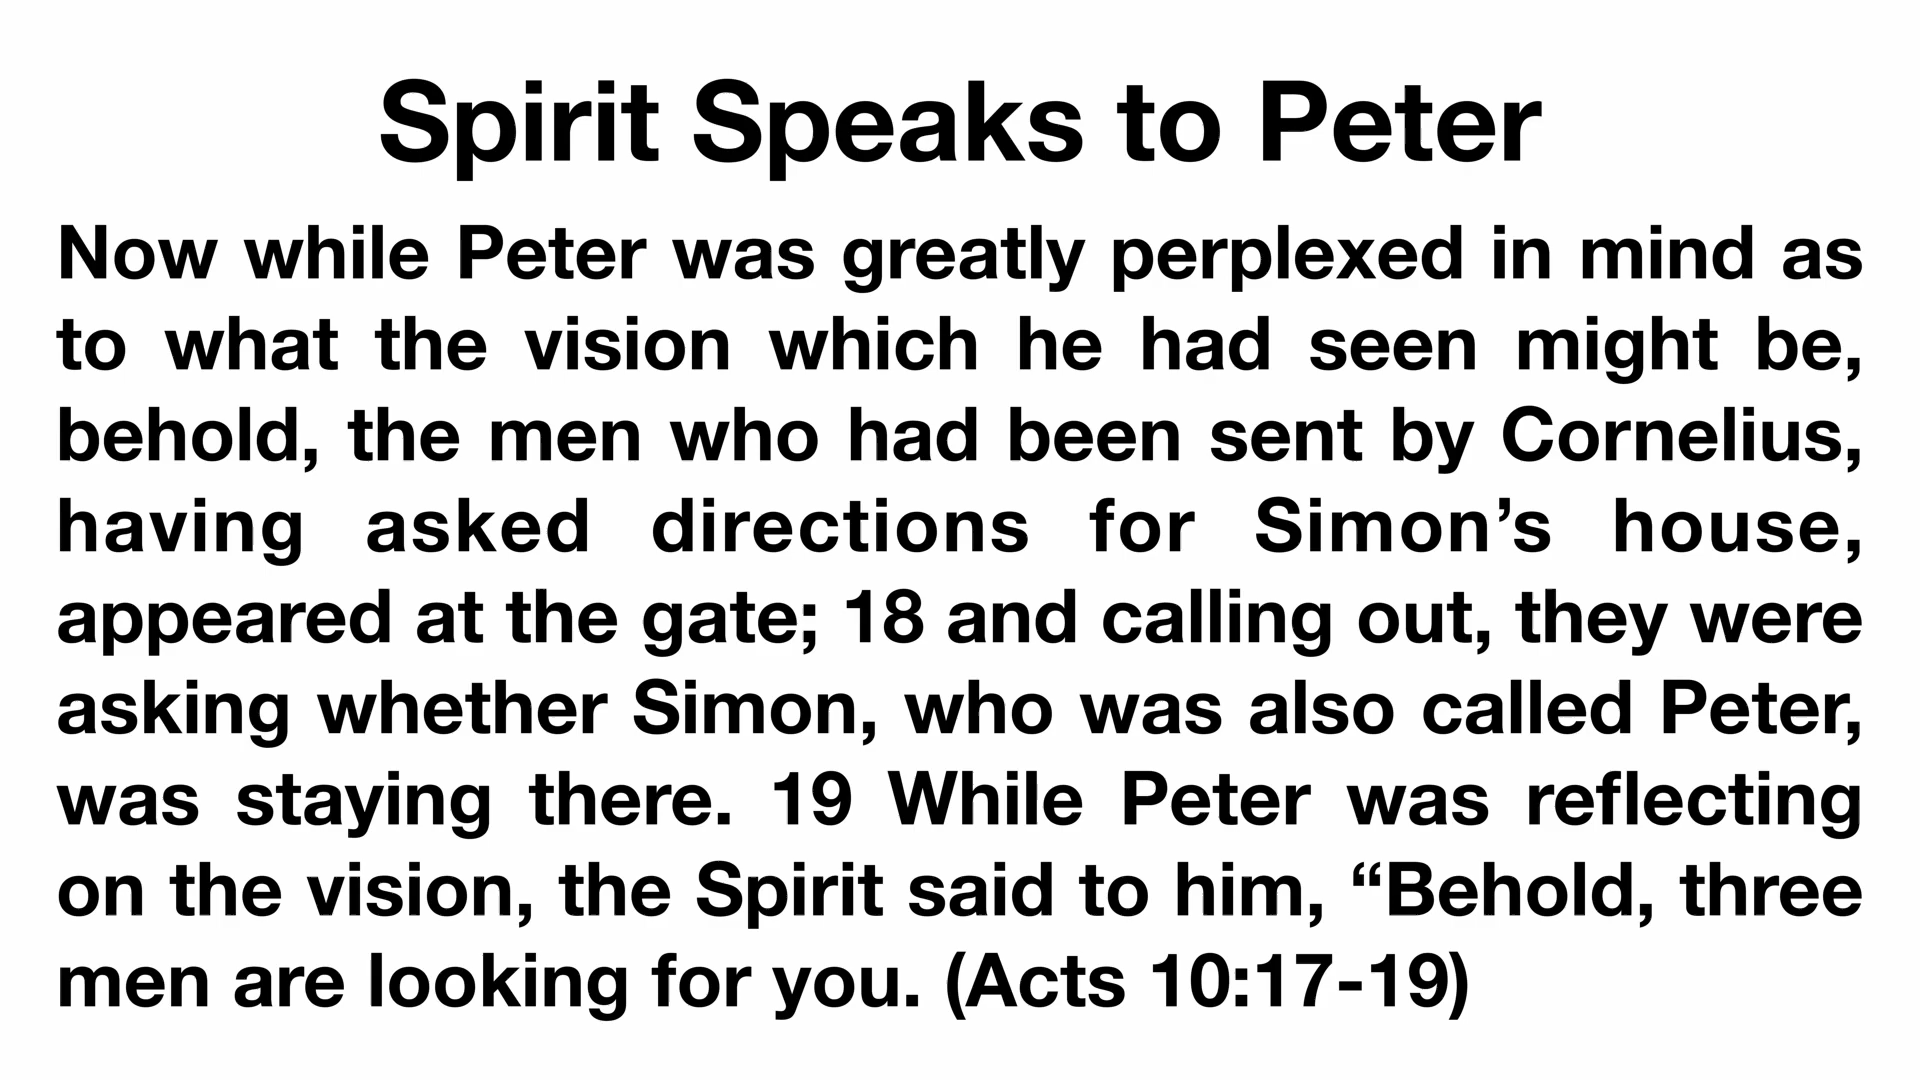 Spirit Speaks to Peter
Now while Peter was greatly perplexed in mind as
to what the vision which he had seen might be,
behold, the men who had been sent by Cornelius,
having asked directions for Simon’s house,
appeared at the gate; 18 and calling out, they were
asking whether Simon, who was also called Peter,
was staying there. 19 While Peter was reflecting
on the vision, the Spirit said to him, “Behold, three
men are looking for you. (Acts 10:17-19)